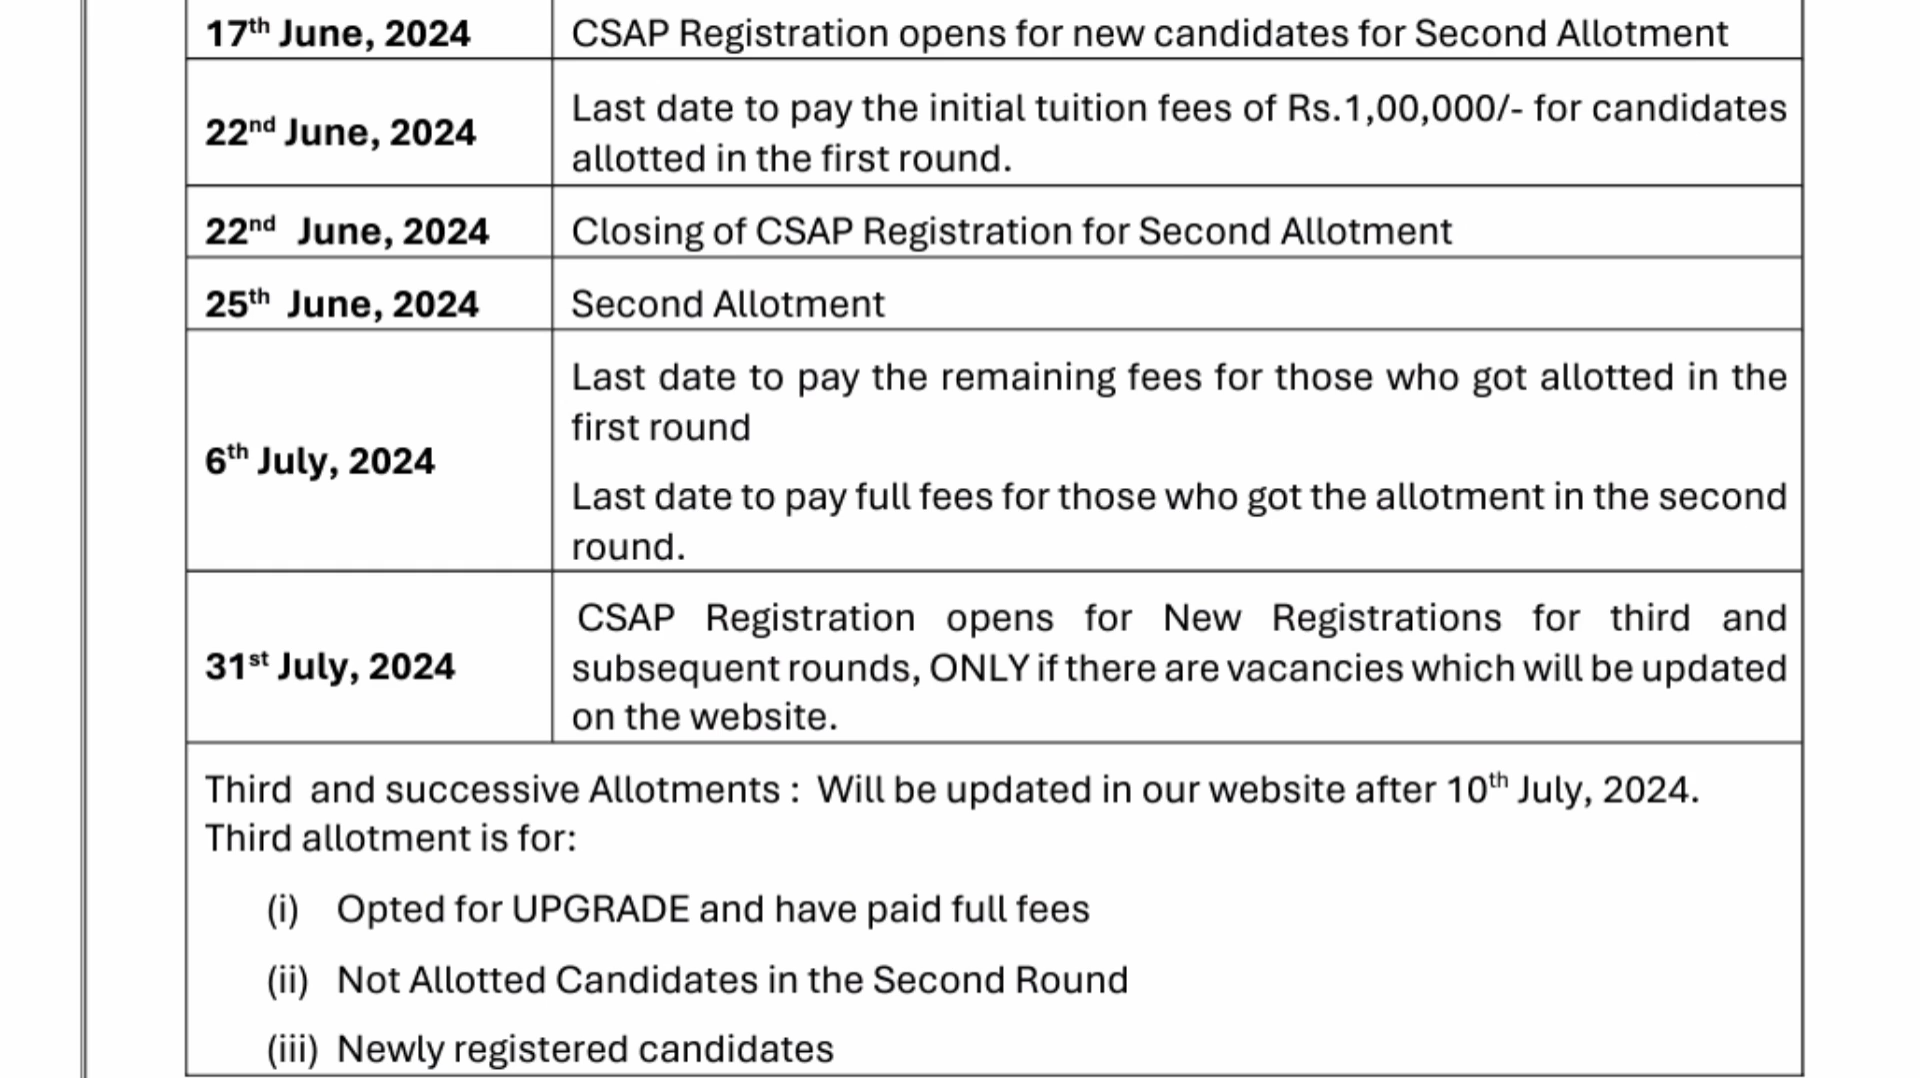 17th June, 2024
CSAP Registration opens for new candidates for Second Allotment
22nd June, 2024
Last date to pay the initial tuition fees of Rs.1,00,000/- for candidates
allotted in the first round.
22nd June, 2024
Closing of CSAP Registration for Second Allotment
25th June, 2024
Second Allotment
6th July, 2024
Last date to pay the remaining fees for those who got allotted in the
first round
Last date to pay full fees for those who got the allotment in the second
round.
31st July, 2024
CSAP Registration opens for New Registrations for third and
subsequent rounds, ONLY if there are vacancies which will be updated
on the website.
Third and successive Allotments : Will be updated in our website after 10th July, 2024.
Third allotment is for:
(i) Opted for UPGRADE and have paid full fees
(ii) Not Allotted Candidates in the Second Round
(iii) Newly registered candidates